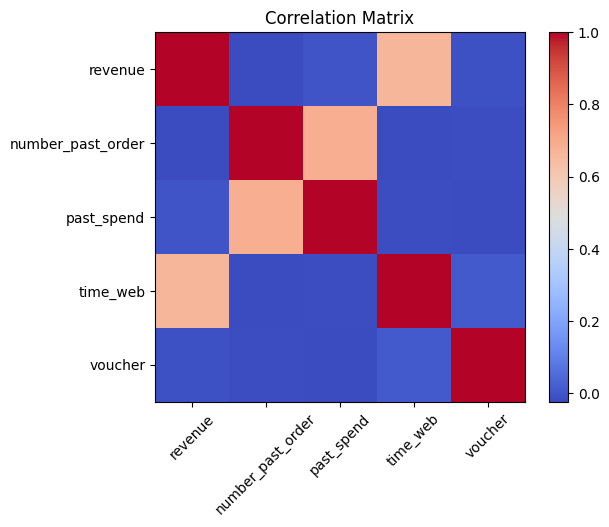 Correlation Matrix
revenue
number_past_order
past_spend
time_web
voucher
revenue
number_past_order
past_spend
time_web
voucher
1.0
0.8
0.6
0.4
0.2
0.0